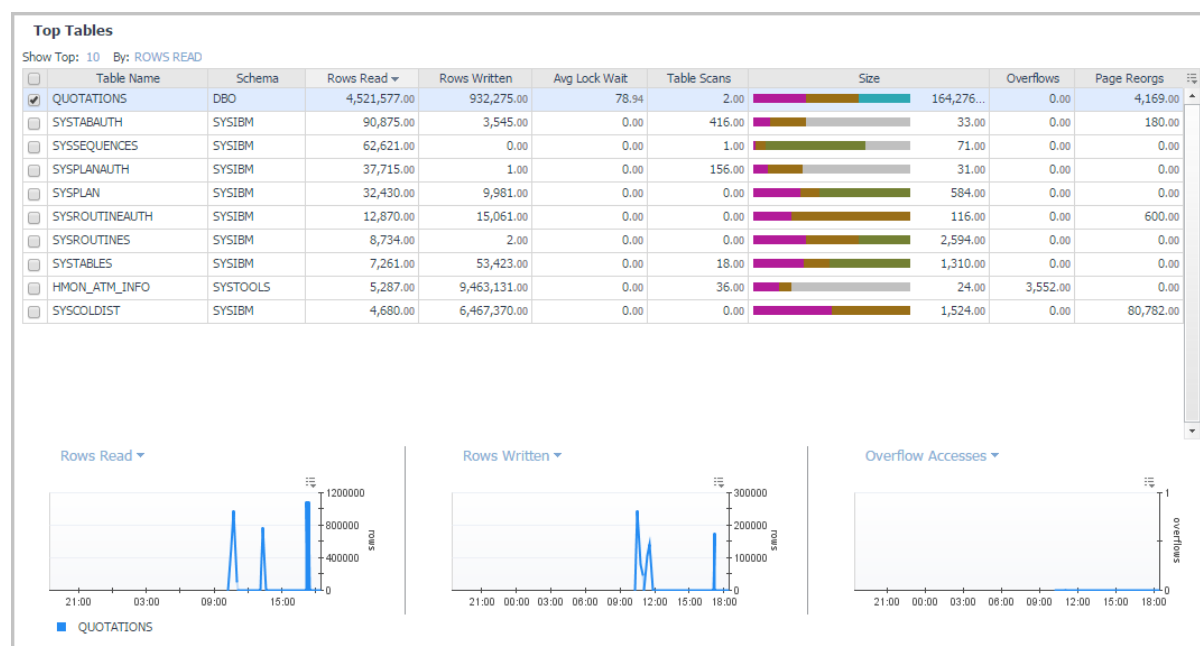 Top Tables
Show Top: 10 By: ROWS READ
Table Name Schema Rows Read Rows Written Avg Lock Wait Table Scans Size Overflows Page Reorgs
QUOTATIONS DBO 4,521,577.00 932,275.00 78.94 2.00 164,276... 0.00 4,169.00
SYSTABAUTH SYSIBM 90,875.00 3,545.00 0.00 416.00 33.00 0.00 180.00
SYSSEQUENCES SYSIBM 62,621.00 0.00 0.00 1.00 71.00 0.00 0.00
SYSPLANAUTH SYSIBM 37,715.00 1.00 0.00 156.00 31.00 0.00 0.00
SYSPLAN SYSIBM 32,430.00 9,981.00 0.00 0.00 584.00 0.00 0.00
SYSROUTINEAUTH SYSIBM 12,870.00 15,061.00 0.00 0.00 116.00 0.00 600.00
SYSROUTINES SYSIBM 8,734.00 2.00 0.00 0.00 2,594.00 0.00 0.00
SYSTABLES SYSIBM 7,261.00 53,423.00 0.00 18.00 1,310.00 0.00 0.00
HMON_ATM_INFO SYSTOOLS 5,287.00 9,463,131.00 0.00 36.00 24.00 3,552.00 0.00
SYSCOLDIST SYSIBM 4,680.00 6,467,370.00 0.00 0.00 1,524.00 0.00 80,782.00
Rows Read
1200000
800000
400000
0
rows
21:00 03:00 09:00 15:00
QUOTATIONS
Rows Written
300000
200000
100000
0
rows
21:00 00:00 03:00 06:00 09:00 12:00 15:00 18:00
Overflow Accesses
1
0
overflows
21:00 00:00 03:00 06:00 09:00 12:00 15:00 18:00